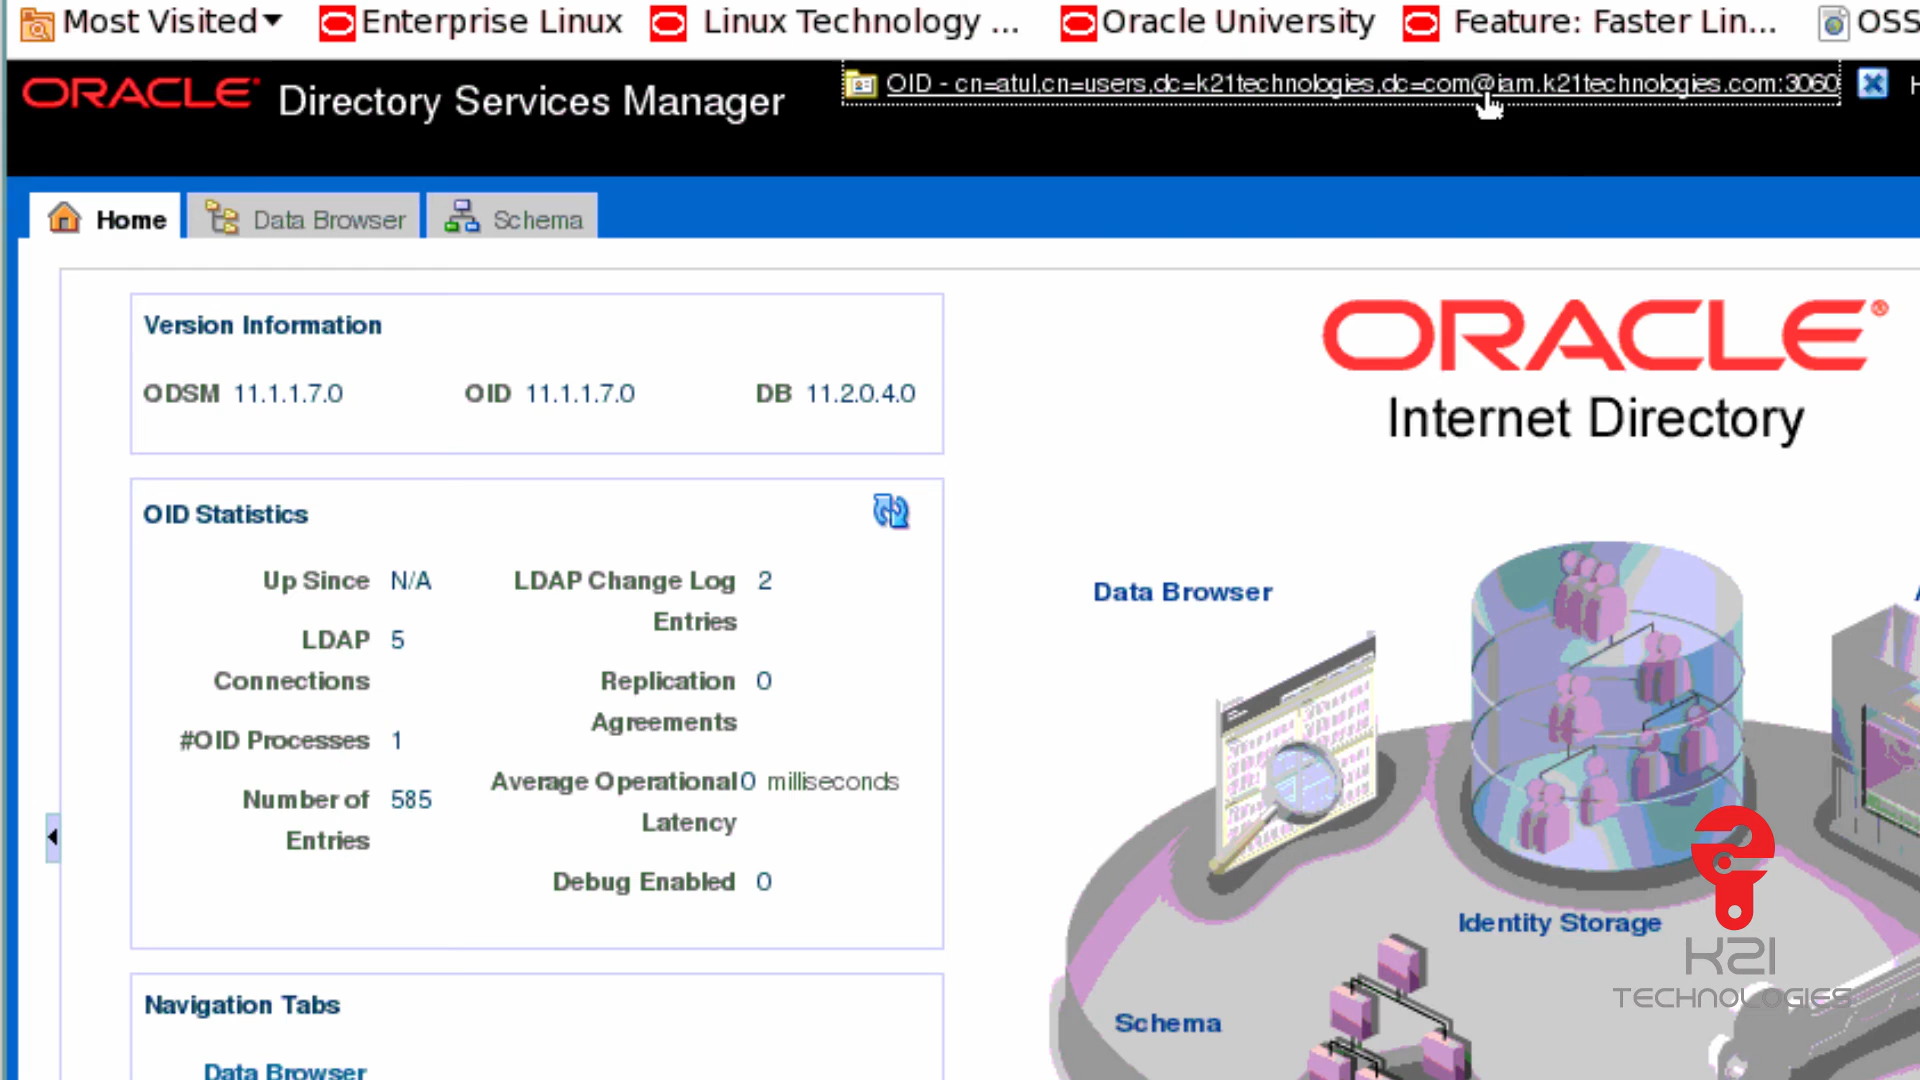 Most Visited Enterprise Linux Linux Technology ... Oracle University Feature: Faster Lin... OSS
ORACLE® Directory Services Manager
OID - cn=atul,cn=users,dc=k21technologies,dc=com@iam.k21technologies.com:3060
Home Data Browser Schema
Version Information
ODSM 11.1.1.7.0 OID 11.1.1.7.0 DB 11.2.0.4.0
ORACLE®
Internet Directory
OID Statistics
Up Since N/A
LDAP Connections 5
#OID Processes 1
Number of Entries 585
LDAP Change Log Entries 2
Replication Agreements 0
Average Operational Latency 0 milliseconds
Debug Enabled 0
Data Browser
Identity Storage
Schema
K21
TECHNOLOGIES
Navigation Tabs
Data Browser